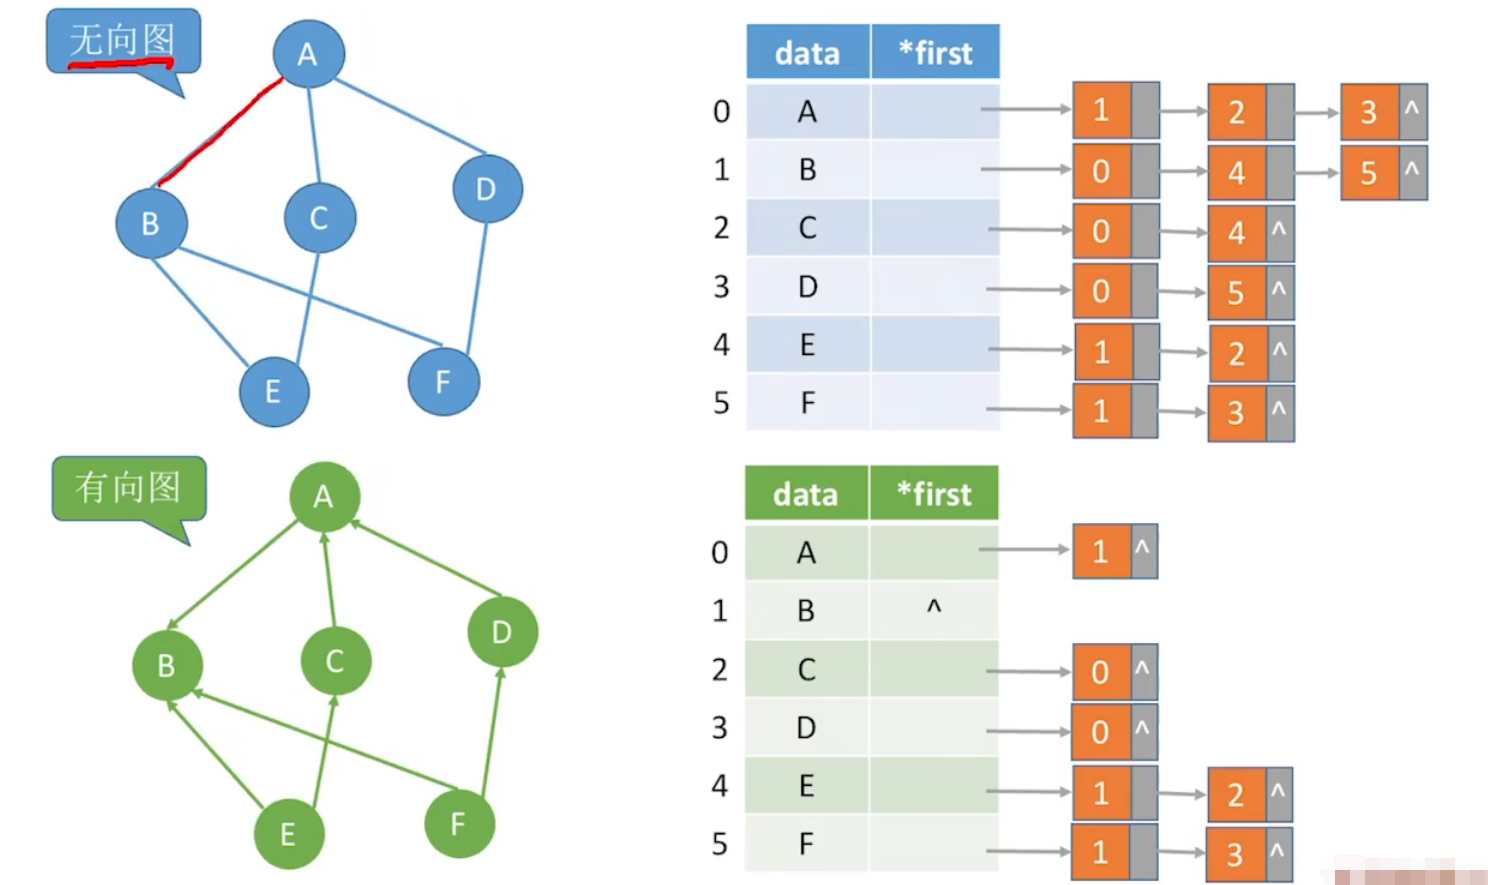 无向图
A
B
C
D
E
F
data *first
0 A 1 2 3 ^
1 B 0 4 5 ^
2 C 0 4 ^
3 D 0 5 ^
4 E 1 2 ^
5 F 1 3 ^
有向图
A
B
C
D
E
F
data *first
0 A 1 ^
1 B ^
2 C 0 ^
3 D 0 ^
4 E 1 2 ^
5 F 1 3 ^